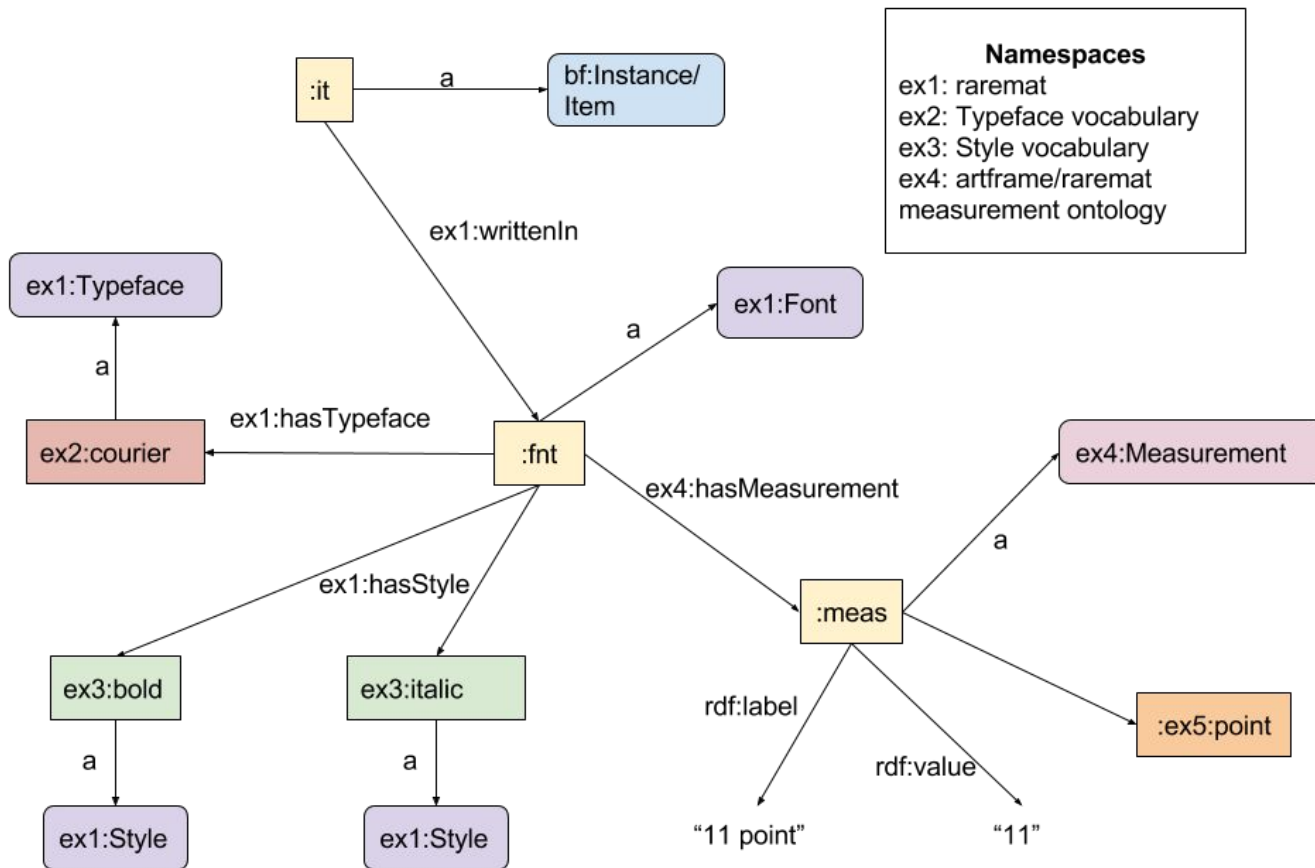 :it
a
bf:Instance/
Item
Namespaces
ex1: raremat
ex2: Typeface vocabulary
ex3: Style vocabulary
ex4: artframe/raremat
measurement ontology
ex1:writtenIn
ex1:Typeface
a
ex1:Font
a
ex1:hasTypeface
ex2:courier
:fnt
ex4:Measurement
ex4:hasMeasurement
a
ex1:hasStyle
:meas
ex3:bold
ex3:italic
rdf:label
:ex5:point
a
a
rdf:value
ex1:Style
ex1:Style
“11 point”
“11”